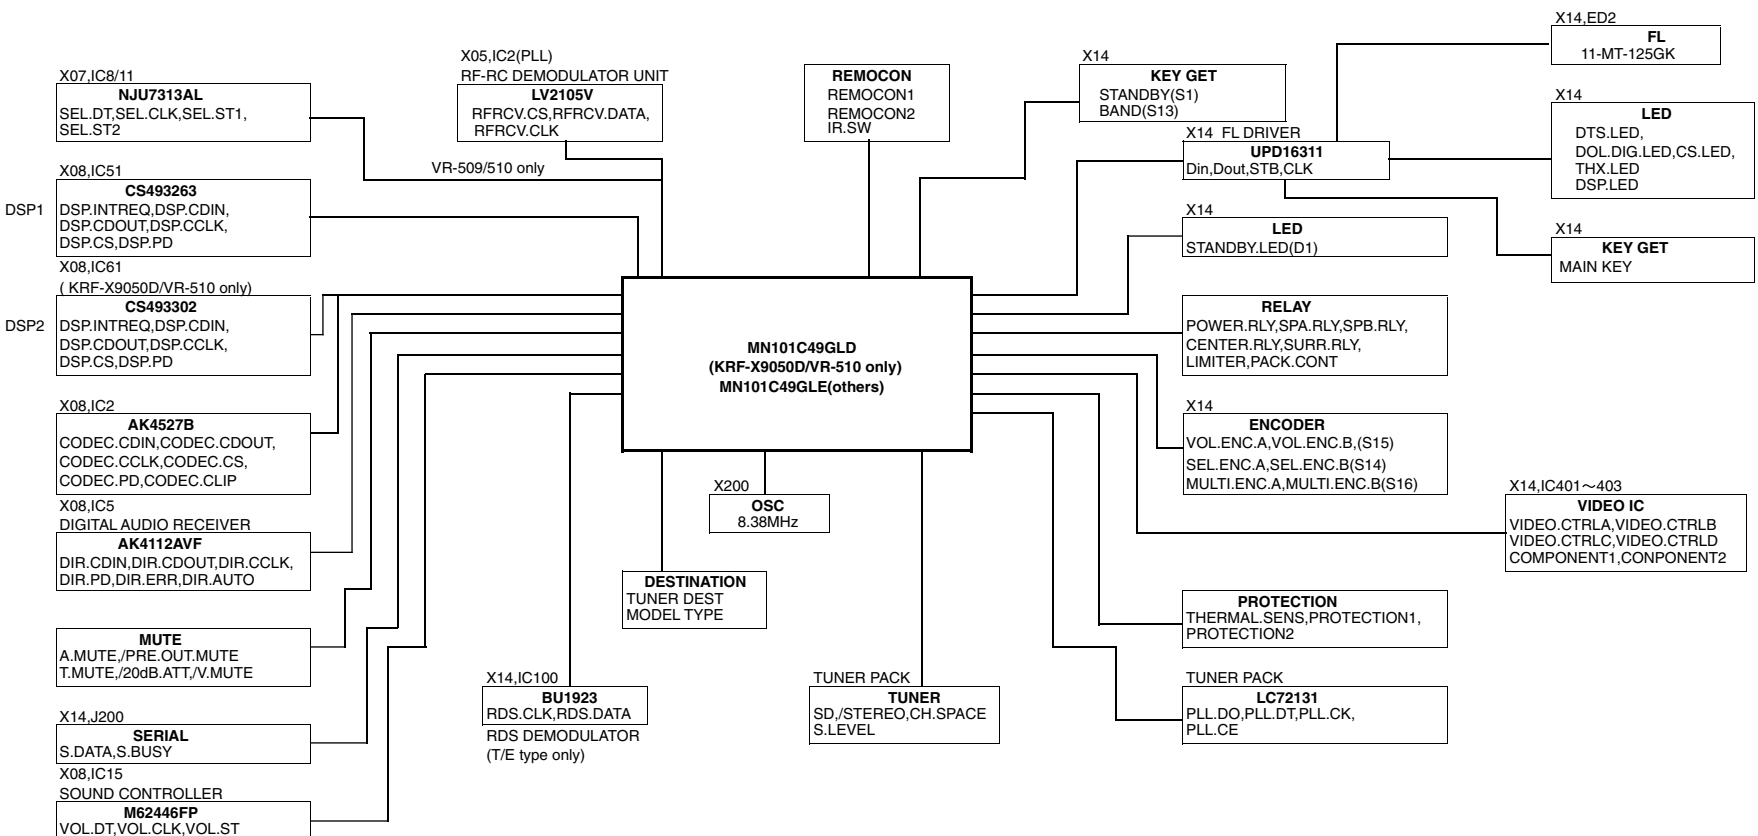 X07,IC8/11
NJU7313AL
SEL.DT,SEL.CLK,SEL.ST1,
SEL.ST2
DSP1
X08,IC51
CS493263
DSP.INTREQ,DSP.CDIN,
DSP.CDOUT,DSP.CCLK,
DSP.CS,DSP.PD
X08,IC61
( KRF-X9050D/VR-510 only)
DSP2
CS493302
DSP.INTREQ,DSP.CDIN,
DSP.CDOUT,DSP.CCLK,
DSP.CS,DSP.PD
X08,IC2
AK4527B
CODEC.CDIN,CODEC.CDOUT,
CODEC.CCLK,CODEC.CS,
CODEC.PD,CODEC.CLIP
X08,IC5
DIGITAL AUDIO RECEIVER
AK4112AVF
DIR.CDIN,DIR.CDOUT,DIR.CCLK,
DIR.PD,DIR.ERR,DIR.AUTO
MUTE
A.MUTE,/PRE.OUT.MUTE
T.MUTE,/20dB.ATT,/V.MUTE
X14,J200
SERIAL
S.DATA,S.BUSY
X08,IC15
SOUND CONTROLLER
M62446FP
VOL.DT,VOL.CLK,VOL.ST
X05,IC2(PLL)
RF-RC DEMODULATOR UNIT
LV2105V
RFRCV.CS,RFRCV.DATA,
RFRCV.CLK
VR-509/510 only
REMOCON
REMOCON1
REMOCON2
IR.SW
MN101C49GLD
(KRF-X9050D/VR-510 only)
MN101C49GLE(others)
X200
OSC
8.38MHz
DESTINATION
TUNER DEST
MODEL TYPE
X14,IC100
BU1923
RDS.CLK,RDS.DATA
RDS DEMODULATOR
(T/E type only)
TUNER PACK
TUNER
SD,/STEREO,CH.SPACE
S.LEVEL
X14
KEY GET
STANDBY(S1)
BAND(S13)
X14 FL DRIVER
UPD16311
Din,Dout,STB,CLK
X14
LED
STANDBY.LED(D1)
RELAY
POWER.RLY,SPA.RLY,SPB.RLY,
CENTER.RLY,SURR.RLY,
LIMITER,PACK.CONT
X14
ENCODER
VOL.ENC.A,VOL.ENC.B,(S15)
SEL.ENC.A,SEL.ENC.B(S14)
MULTI.ENC.A,MULTI.ENC.B(S16)
PROTECTION
THERMAL.SENS,PROTECTION1,
PROTECTION2
TUNER PACK
LC72131
PLL.DO,PLL.DT,PLL.CK,
PLL.CE
X14,ED2
FL
11-MT-125GK
X14
LED
DTS.LED,
DOL.DIG.LED,CS.LED,
THX.LED
DSP.LED
X14
KEY GET
MAIN KEY
X14,IC401～403
VIDEO IC
VIDEO.CTRLA,VIDEO.CTRLB
VIDEO.CTRLC,VIDEO.CTRLD
COMPONENT1,CONPONENT2